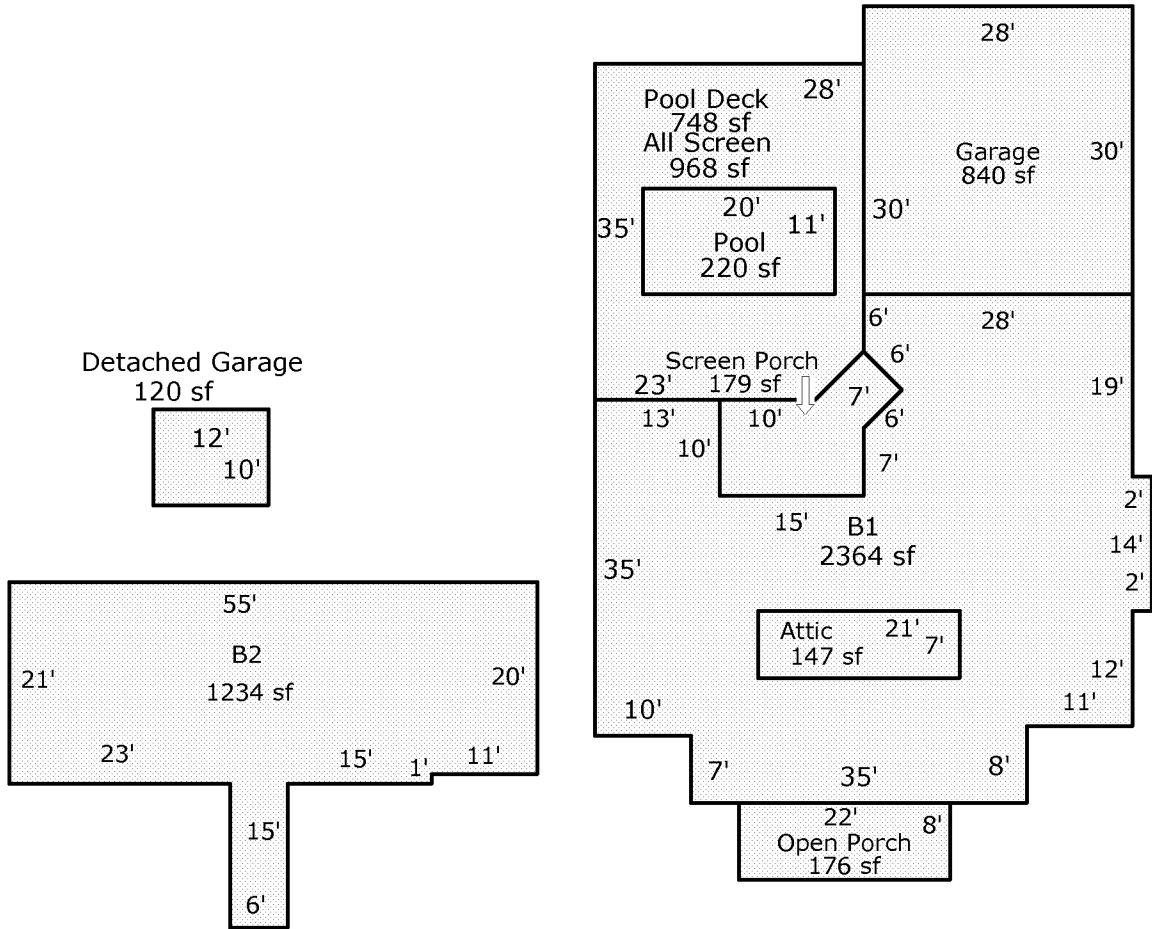 28'
28'
Pool Deck
748 sf
All Screen
968 sf
Garage
840 sf
30'
30'
20'
11'
35'
Pool
220 sf
6'
28'
Detached Garage
120 sf
Screen Porch
179 sf
6'
23'
7'
19'
13'
10'
6'
12'
10'
10'
7'
2'
15'
B1
2364 sf
14'
35'
2'
55'
B2
1234 sf
21'
20'
Attic
147 sf
21'
7'
12'
11'
10'
23'
15'
1'
11'
7'
35'
8'
22'
8'
Open Porch
176 sf
15'
6'